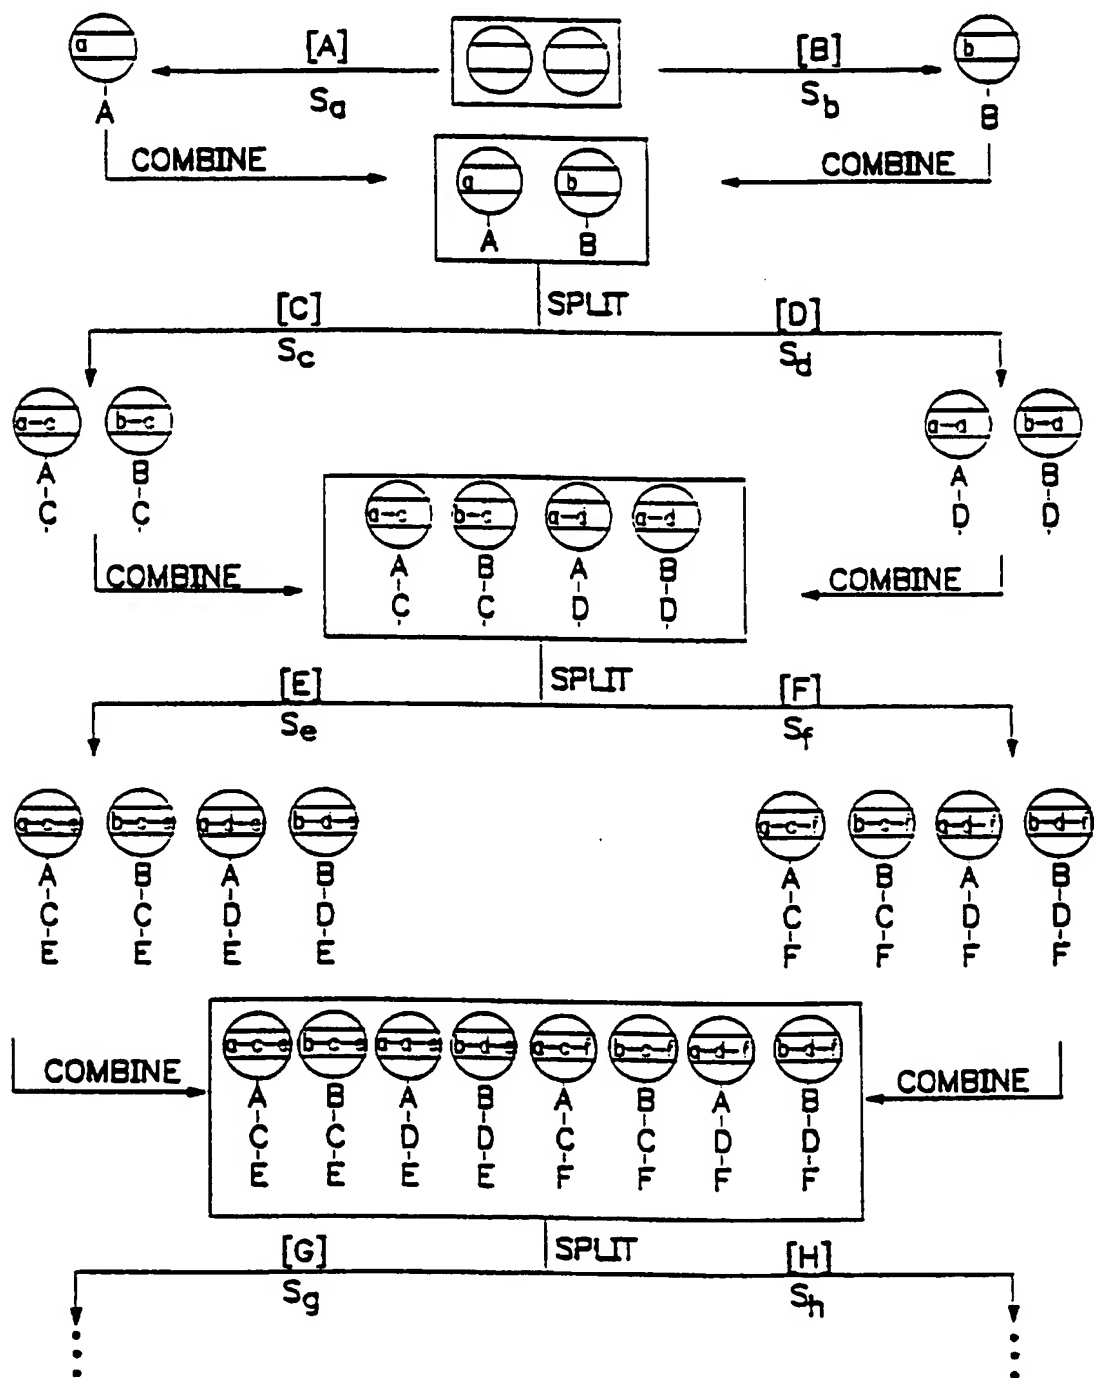 a [A] [B] b
Sa Sb
A B
COMBINE COMBINE
a b
A B
SPLIT
[C] [D]
Sc Sd
a-c b-c a-d b-d
A B A B
C C D D
a-c b-c a-d a-d
A B A B
C C D D
COMBINE COMBINE
SPLIT
[E] [F]
Se Sf
a-c-e b-c-e a-d-e b-d-e a-c-f b-c-f a-d-f b-d-f
A B A B A B A B
C C D D C C D D
E E E E F F F F
a-c-e b-c-e a-d-e b-d-e a-c-f b-c-f a-d-f b-d-f
COMBINE COMBINE
A B A B A B A B
C C D D C C D D
E E E E F F F F
SPLIT
[G] [H]
Sg Sh